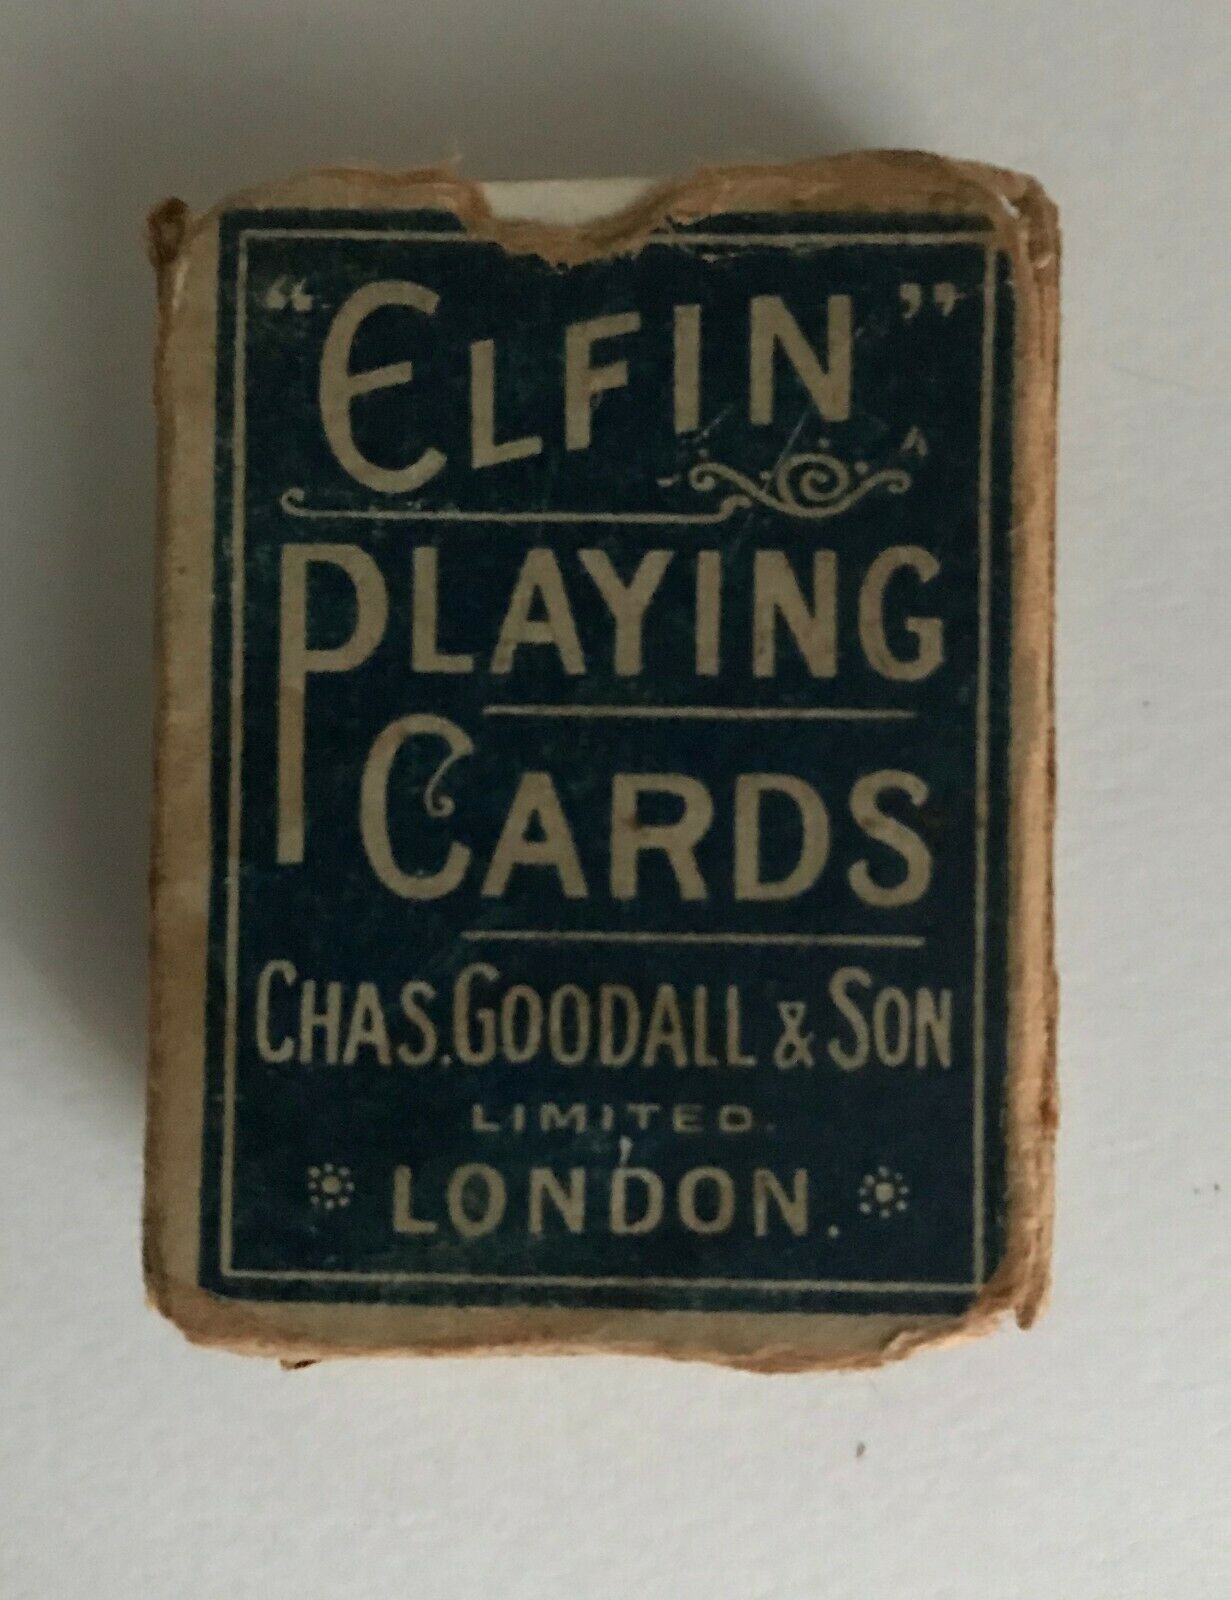 "ELFIN"
PLAYING
CARDS
CHAS. GOODALL & SON
LIMITED.
LONDON.